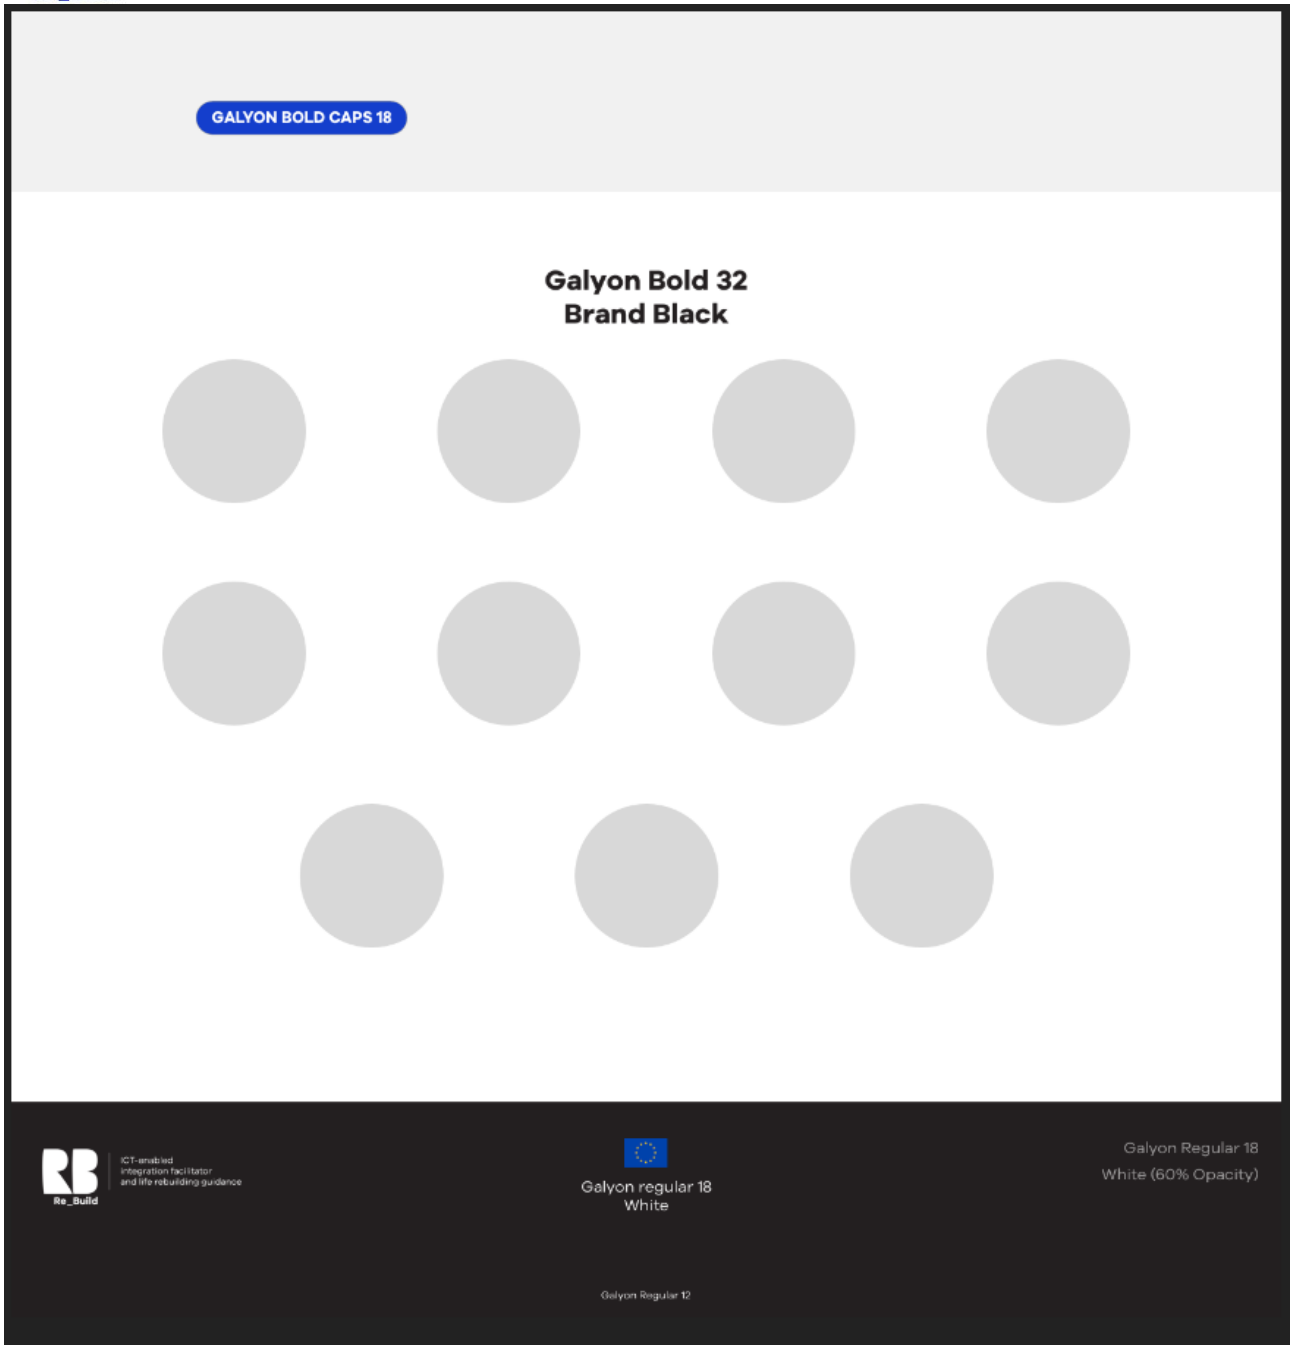 GALYON BOLD CAPS 18
Galyon Bold 32
Brand Black
RB
Re_Build
ICT-enabled
integration facilitator
and life rebuilding guidance
Galyon regular 18
White
Galyon Regular 18
White (60% Opacity)
Galyon Regular 12